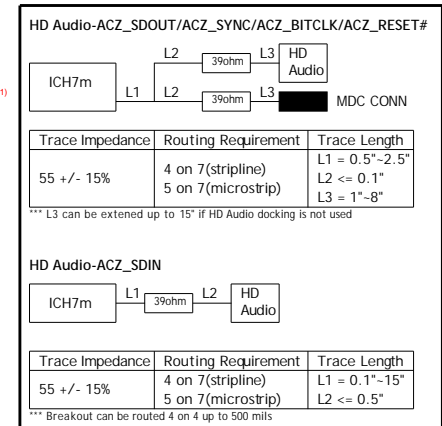 HD Audio-ACZ_SDOUT/ACZ_SYNC/ACZ_BITCLK/ACZ_RESET#
1)
ICH7m
L1
L2
39ohm
L3
HD
Audio
L2
39ohm
L3
MDC CONN
Trace Impedance Routing Requirement Trace Length
55 +/- 15%
4 on 7(stripline)
5 on 7(microstrip)
L1 = 0.5"~2.5"
L2 <= 0.1"
L3 = 1"~8"
*** L3 can be extened up to 15" if HD Audio docking is not used
HD Audio-ACZ_SDIN
ICH7m
L1
39ohm
L2
HD
Audio
Trace Impedance Routing Requirement Trace Length
55 +/- 15%
4 on 7(stripline)
5 on 7(microstrip)
L1 = 0.1"~15"
L2 <= 0.5"
*** Breakout can be routed 4 on 4 up to 500 mils